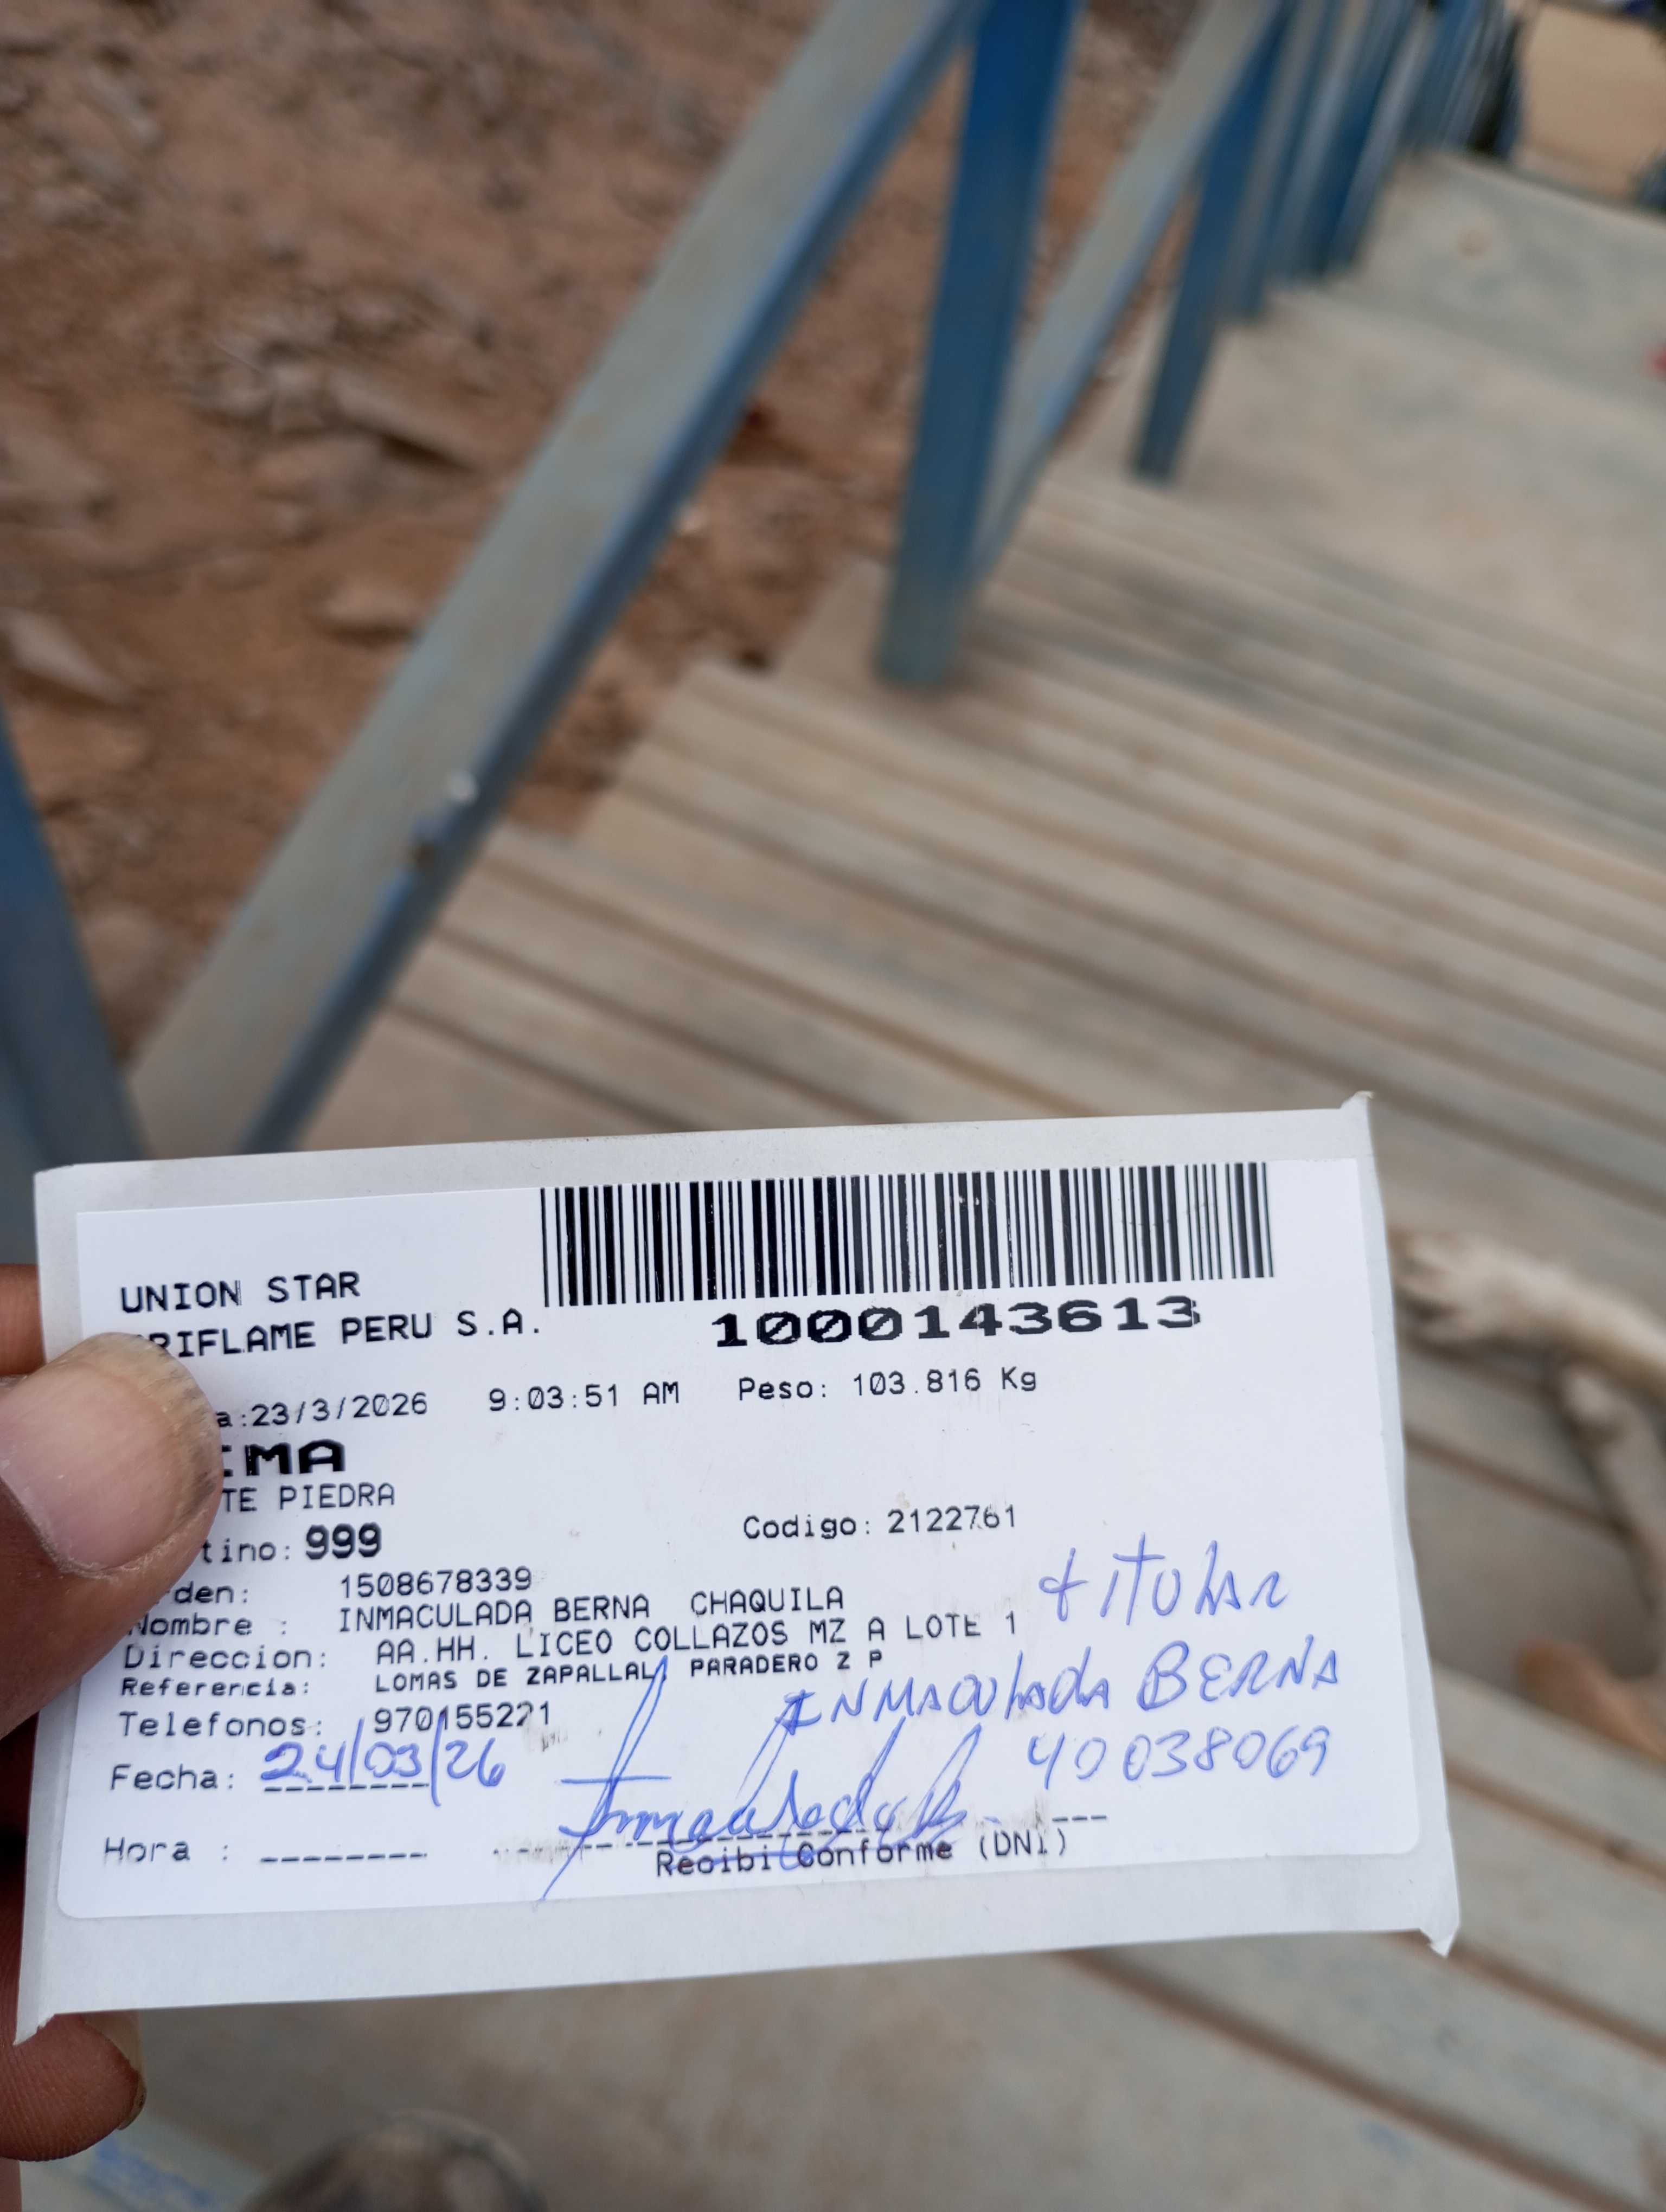 UNION STAR
RIFLAME PERU S.A.
1000143613
a:23/3/2026 9:03:51 AM Peso: 103.816 Kg
IMA
TE PIEDRA
tino: 999 Codigo: 2122761
rden: 1508678339
Nombre : INMACULADA BERNA CHAQUILA
Direccion: AA.HH. LICEO COLLAZOS MZ A LOTE 1
Referencia: LOMAS DE ZAPALLAL, PARADERO Z P
Telefonos: 970155221
titular
INMACULADA BERNA
40038069
Fecha: 24/03/26
Inmaculada B.
Hora :
Recibi Conforme (DNI)